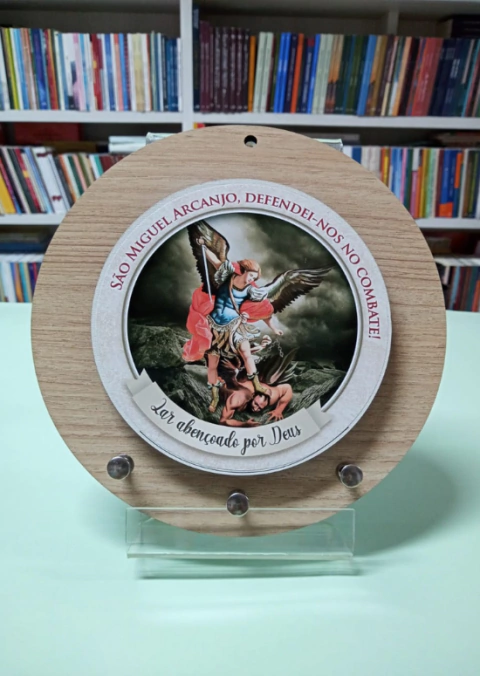 SÃO MIGUEL ARCANJO, DEFENDEI-NOS NO COMBATE!
Lar abençoado por Deus